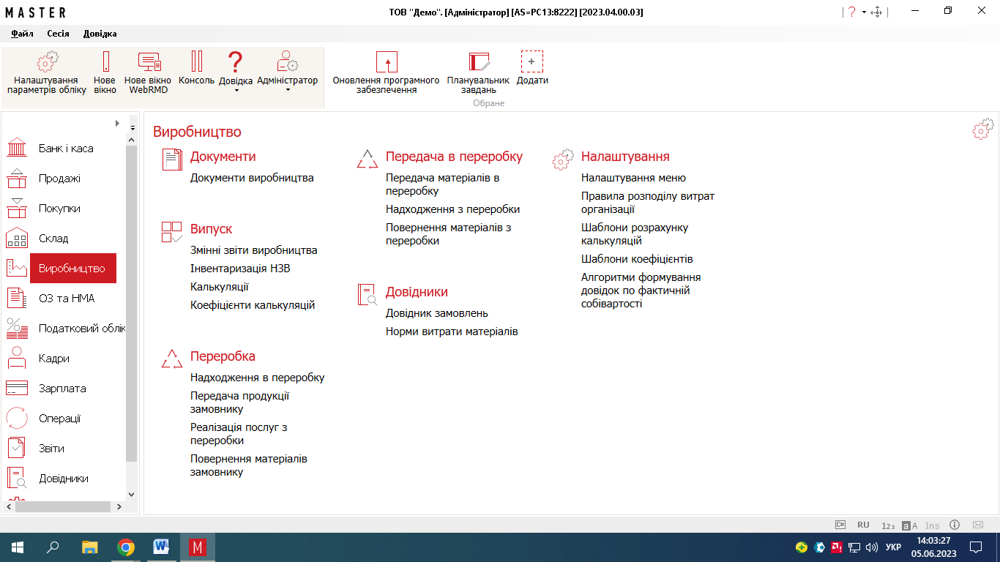 MASTER
ТОВ "Демо". [Адміністратор] [AS=PC13:8222] [2023.04.00.03]
?
Файл Сесія Довідка
Налаштування
параметрів обліку
Нове
вікно
Нове вікно
WebRMD
Консоль
Довідка
Адміністратор
Оновлення програмного
забезпечення
Планувальник
завдань
Додати
Обране
Банк і каса
Продажі
Покупки
Склад
Виробництво
ОЗ та НМА
Податковий облік
Кадри
Зарплата
Операції
Звіти
Довідники
Виробництво
Документи
Документи виробництва
Випуск
Змінні звіти виробництва
Інвентаризація НЗВ
Калькуляції
Коефіцієнти калькуляцій
Переробка
Надходження в переробку
Передача продукції
замовнику
Реалізація послуг з
переробки
Повернення матеріалів
замовнику
Передача в переробку
Передача матеріалів в
переробку
Надходження з переробки
Повернення матеріалів з
переробки
Довідники
Довідник замовлень
Норми витрати матеріалів
Налаштування
Налаштування меню
Правила розподілу витрат
організації
Шаблони розрахунку
калькуляцій
Шаблони коефіцієнтів
Алгоритми формування
довідок по фактичній
собівартості
C# RU 123 aA Ins
W M УКР
14:03:27
05.06.2023